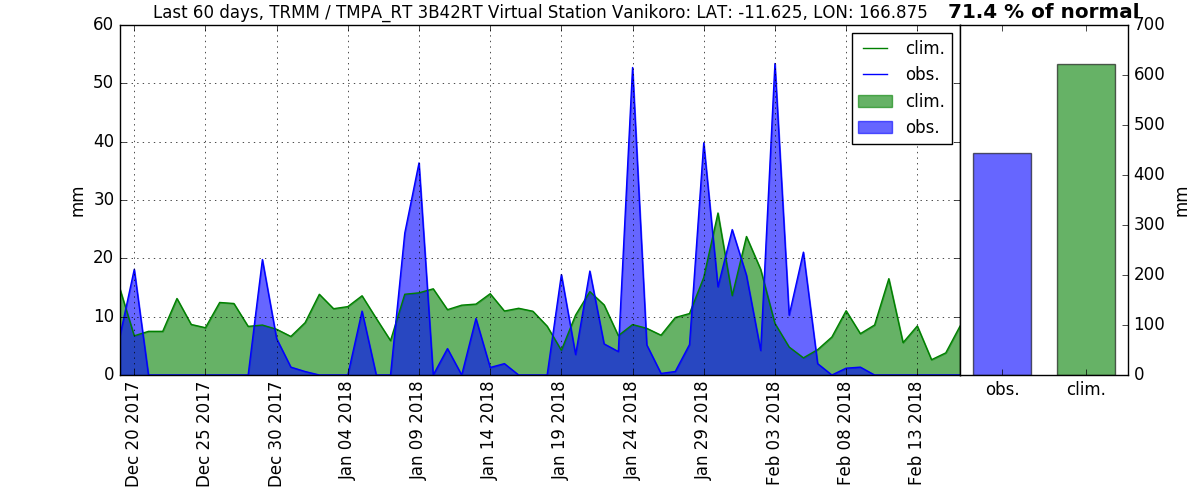 Last 60 days, TRMM / TMPA_RT 3B42RT Virtual Station Vanikoro: LAT: -11.625, LON: 166.875
71.4 % of normal
60
50
40
30
20
10
0
mm
clim.
obs.
clim.
obs.
Dec 20 2017
Dec 25 2017
Dec 30 2017
Jan 04 2018
Jan 09 2018
Jan 14 2018
Jan 19 2018
Jan 24 2018
Jan 29 2018
Feb 03 2018
Feb 08 2018
Feb 13 2018
700
600
500
400
300
200
100
0
mm
obs.
clim.